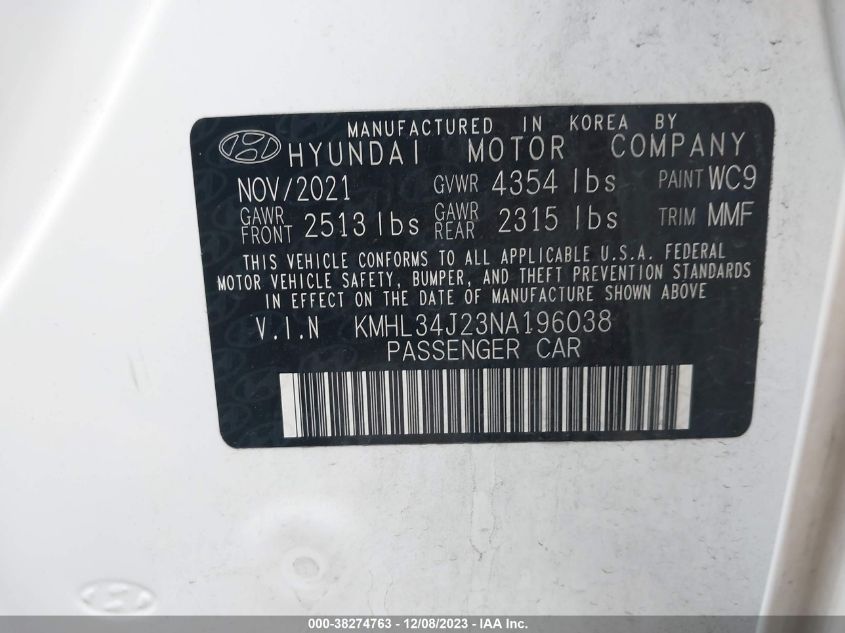 MANUFACTURED IN KOREA BY
HYUNDAI MOTOR COMPANY
NOV/2021 GVWR 4354 lbs PAINT WC9
GAWR FRONT 2513 lbs GAWR REAR 2315 lbs TRIM MMF
THIS VEHICLE CONFORMS TO ALL APPLICABLE U.S.A. FEDERAL
MOTOR VEHICLE SAFETY, BUMPER, AND THEFT PREVENTION STANDARDS
IN EFFECT ON THE DATE OF MANUFACTURE SHOWN ABOVE
V.I.N KMHL34J23NA196038
PASSENGER CAR
000-38274763 - 12/08/2023 - IAA Inc.